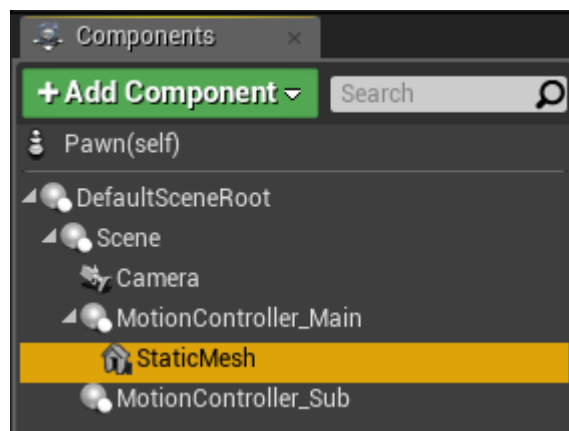 Components
+ Add Component
Search
Pawn(self)
DefaultSceneRoot
Scene
Camera
MotionController_Main
StaticMesh
MotionController_Sub